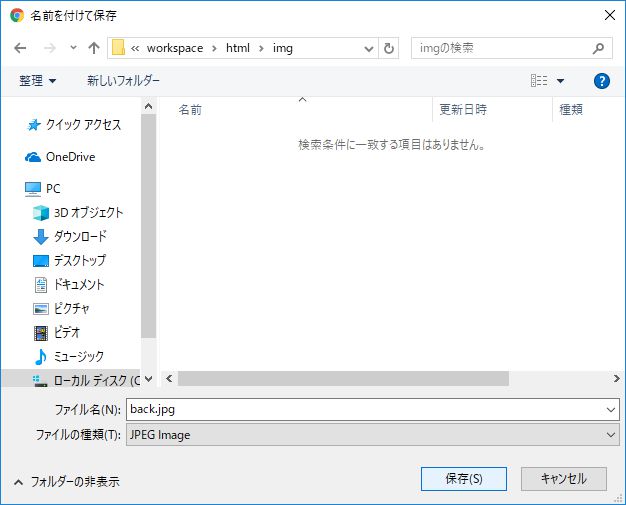 名前を付けて保存
« workspace › html › img
imgの検索
整理 新しいフォルダー
名前 更新日時 種類
検索条件に一致する項目はありません。
クイック アクセス
OneDrive
PC
3D オブジェクト
ダウンロード
デスクトップ
ドキュメント
ピクチャ
ビデオ
ミュージック
ローカル ディスク (C
ファイル名(N): back.jpg
ファイルの種類(T): JPEG Image
フォルダーの非表示
保存(S) キャンセル